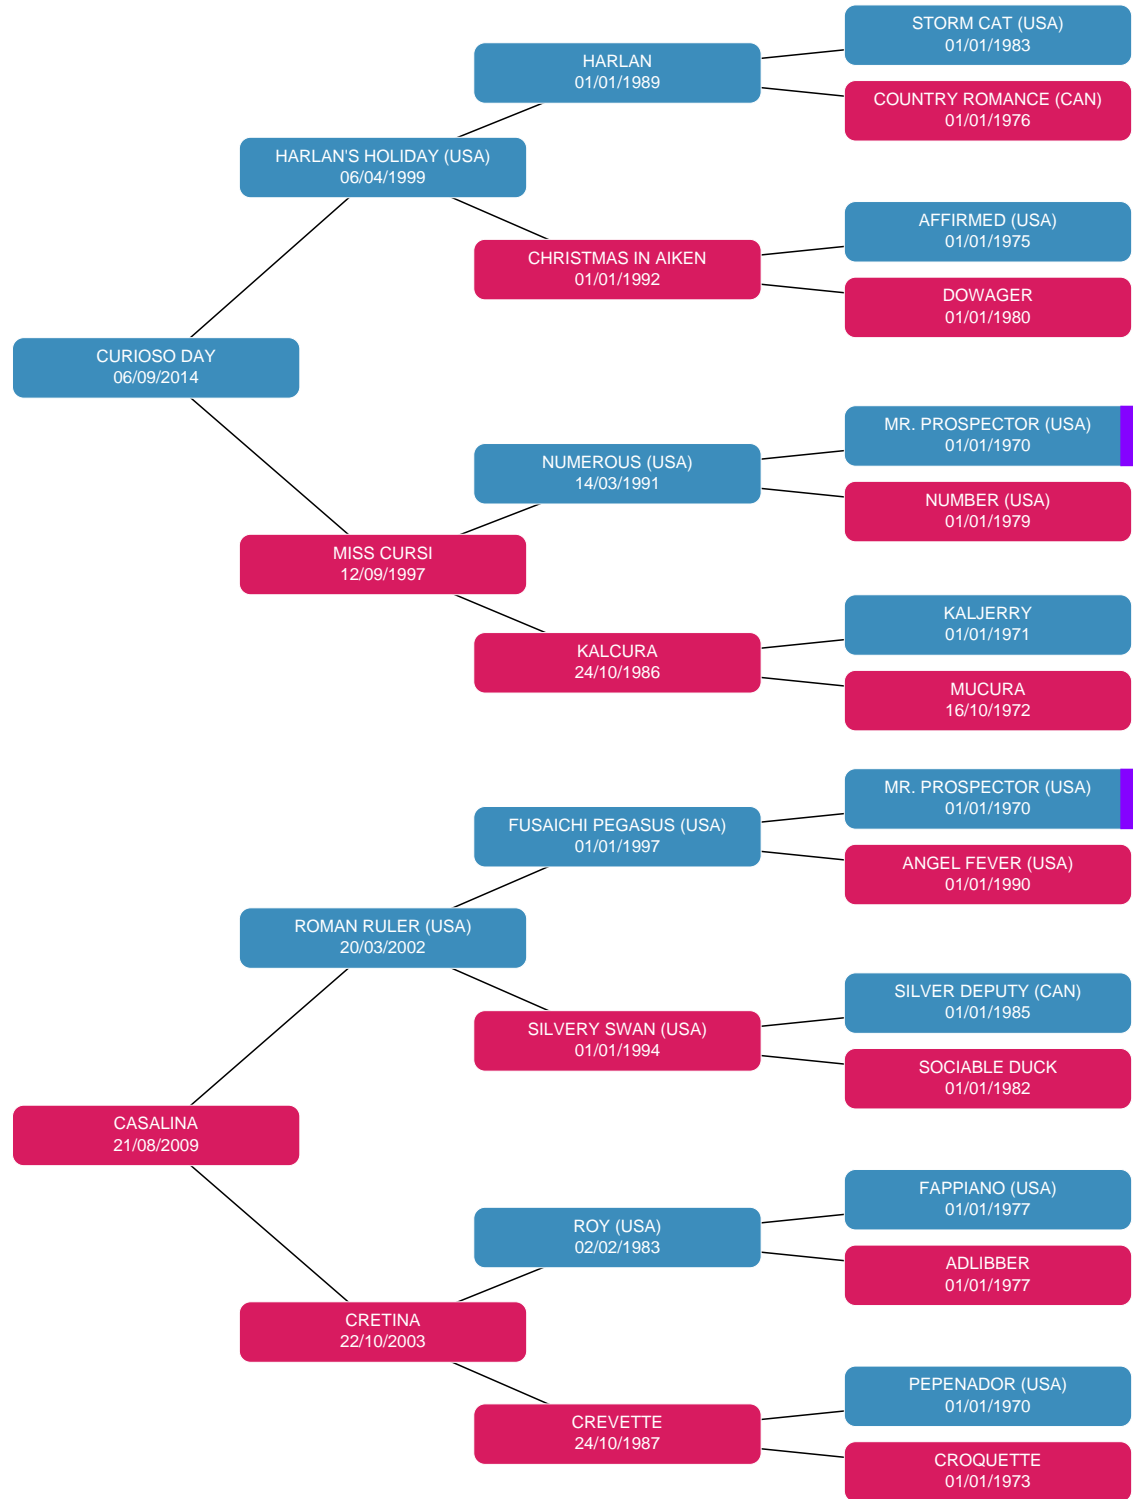 STORM CAT (USA)
01/01/1983
HARLAN
01/01/1989
COUNTRY ROMANCE (CAN)
01/01/1976
HARLAN'S HOLIDAY (USA)
06/04/1999
AFFIRMED (USA)
01/01/1975
CHRISTMAS IN AIKEN
01/01/1992
DOWAGER
01/01/1980
CURIOSO DAY
06/09/2014
MR. PROSPECTOR (USA)
01/01/1970
NUMEROUS (USA)
14/03/1991
NUMBER (USA)
01/01/1979
MISS CURSI
12/09/1997
KALJERRY
01/01/1971
KALCURA
24/10/1986
MUCURA
16/10/1972
MR. PROSPECTOR (USA)
01/01/1970
FUSAICHI PEGASUS (USA)
01/01/1997
ANGEL FEVER (USA)
01/01/1990
ROMAN RULER (USA)
20/03/2002
SILVER DEPUTY (CAN)
01/01/1985
SILVERY SWAN (USA)
01/01/1994
SOCIABLE DUCK
01/01/1982
CASALINA
21/08/2009
FAPPIANO (USA)
01/01/1977
ROY (USA)
02/02/1983
ADLIBBER
01/01/1977
CRETINA
22/10/2003
PEPENADOR (USA)
01/01/1970
CREVETTE
24/10/1987
CROQUETTE
01/01/1973